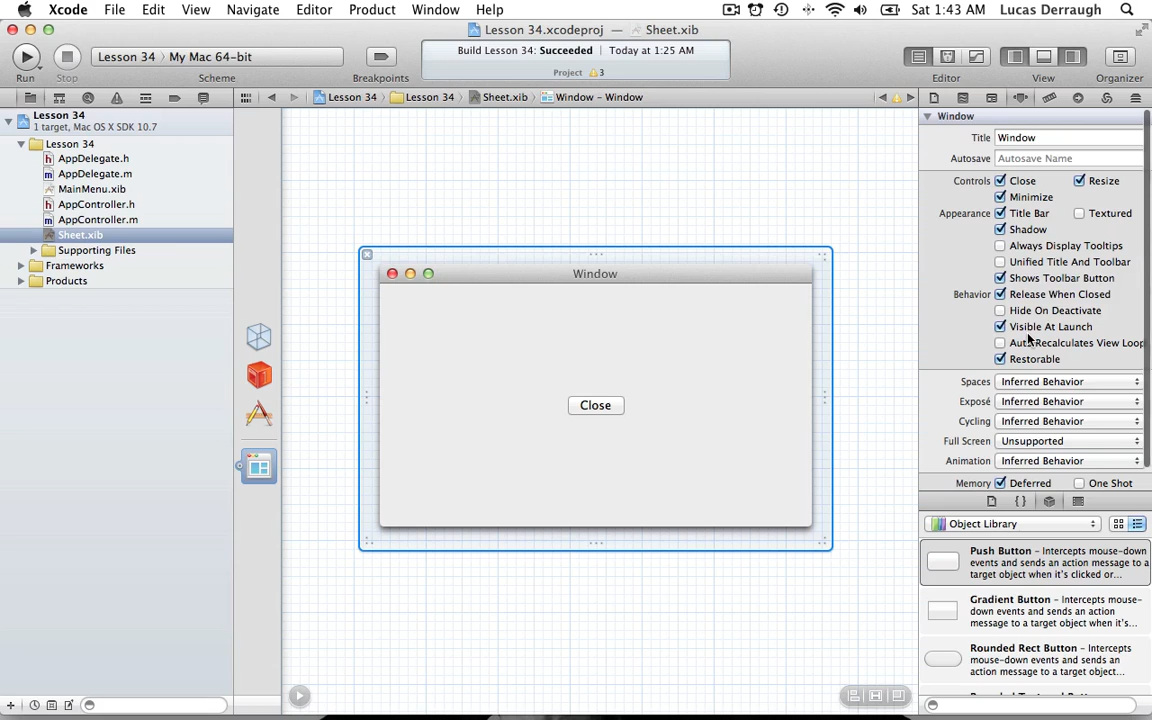 Xcode File Edit View Navigate Editor Product Window Help Sat 1:43 AM Lucas Derraugh
Lesson 34.xcodeproj — Sheet.xib
Lesson 34 〉 My Mac 64-bit
Build Lesson 34: Succeeded | Today at 1:25 AM
Project 3
Run Stop Scheme Breakpoints Editor View Organizer
Lesson 34 Lesson 34 Sheet.xib Window – Window
Lesson 34
1 target, Mac OS X SDK 10.7
Lesson 34
AppDelegate.h
AppDelegate.m
MainMenu.xib
AppController.h
AppController.m
Sheet.xib
Supporting Files
Frameworks
Products
Window
Close
Window
Title Window
Autosave Autosave Name
Controls Close Resize
Minimize
Appearance Title Bar Textured
Shadow
Always Display Tooltips
Unified Title And Toolbar
Shows Toolbar Button
Behavior Release When Closed
Hide On Deactivate
Visible At Launch
Auto Recalculates View Loop
Restorable
Spaces Inferred Behavior
Exposé Inferred Behavior
Cycling Inferred Behavior
Full Screen Unsupported
Animation Inferred Behavior
Memory Deferred One Shot
Object Library
Push Button – Intercepts mouse-down
events and sends an action message to a
target object when it's clicked or...
Gradient Button – Intercepts mouse-
down events and sends an action
message to a target object when it's...
Rounded Rect Button – Intercepts
mouse-down events and sends an
action message to a target object...